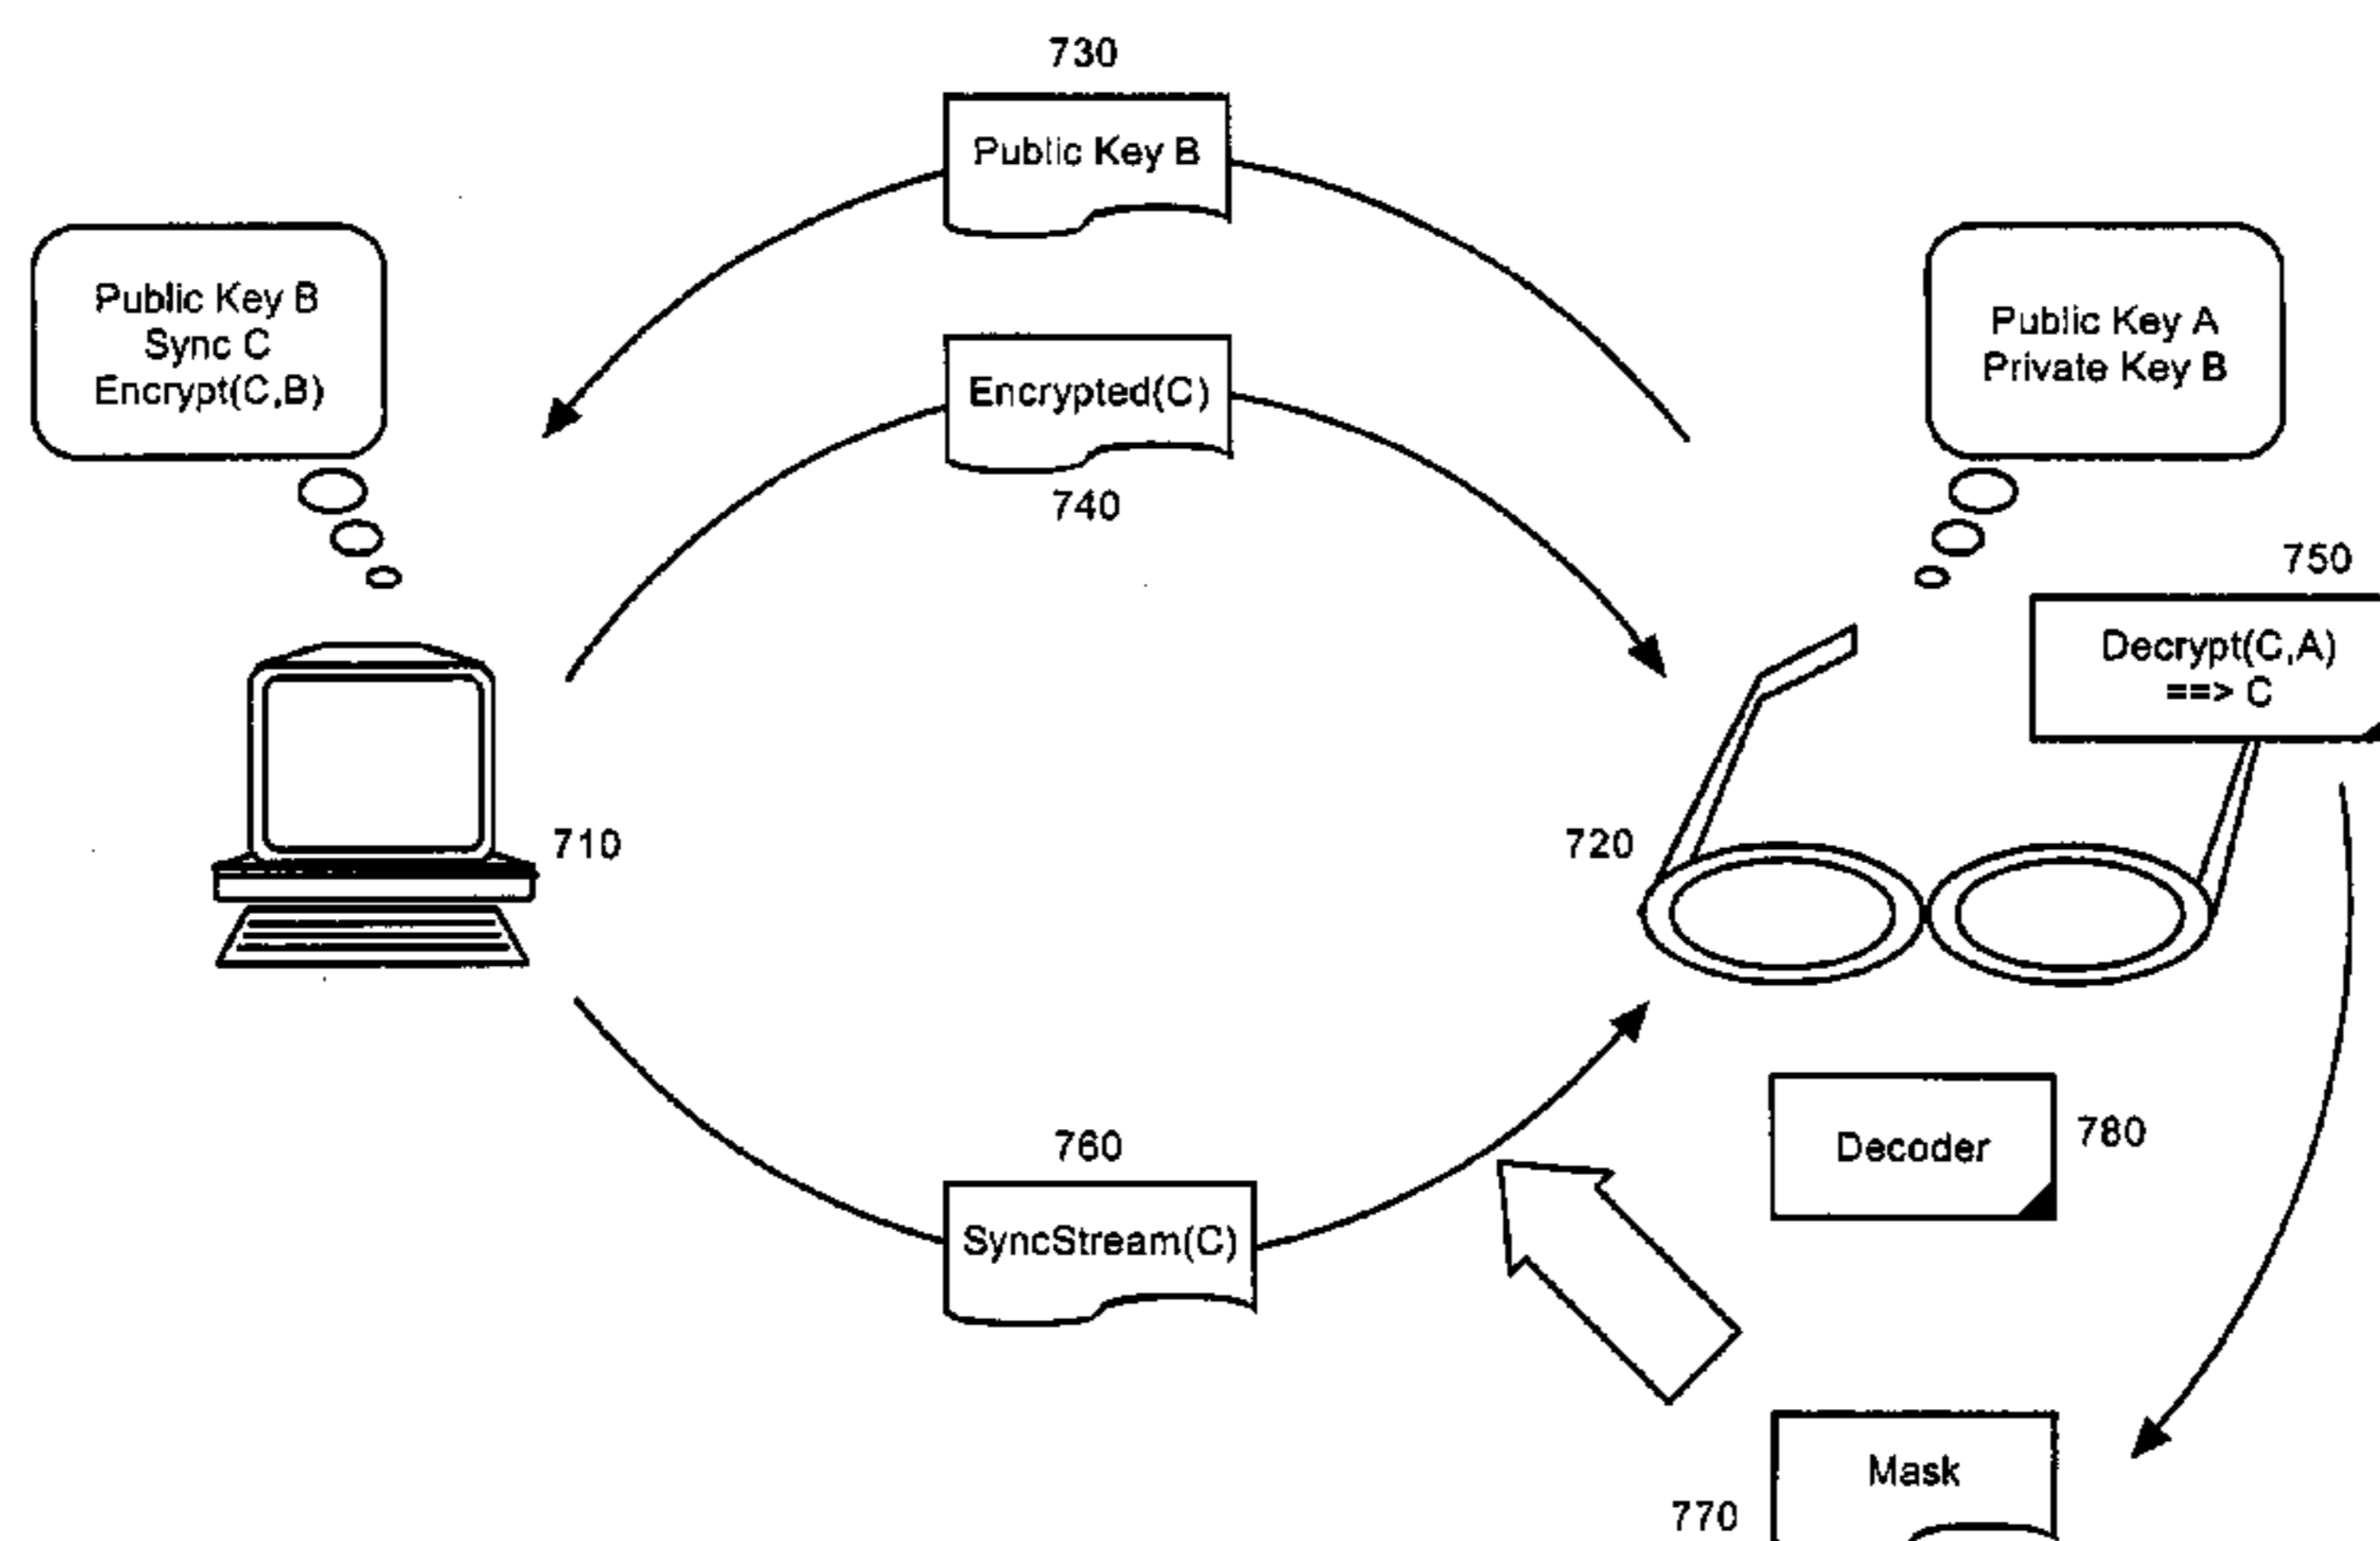 730
Public Key B
Public Key B
Sync C
Encrypt(C,B)
Public Key A
Private Key B
Encrypted(C)
740
750
Decrypt(C,A)
==> C
710
720
760
SyncStream(C)
Decoder
780
Mask
770